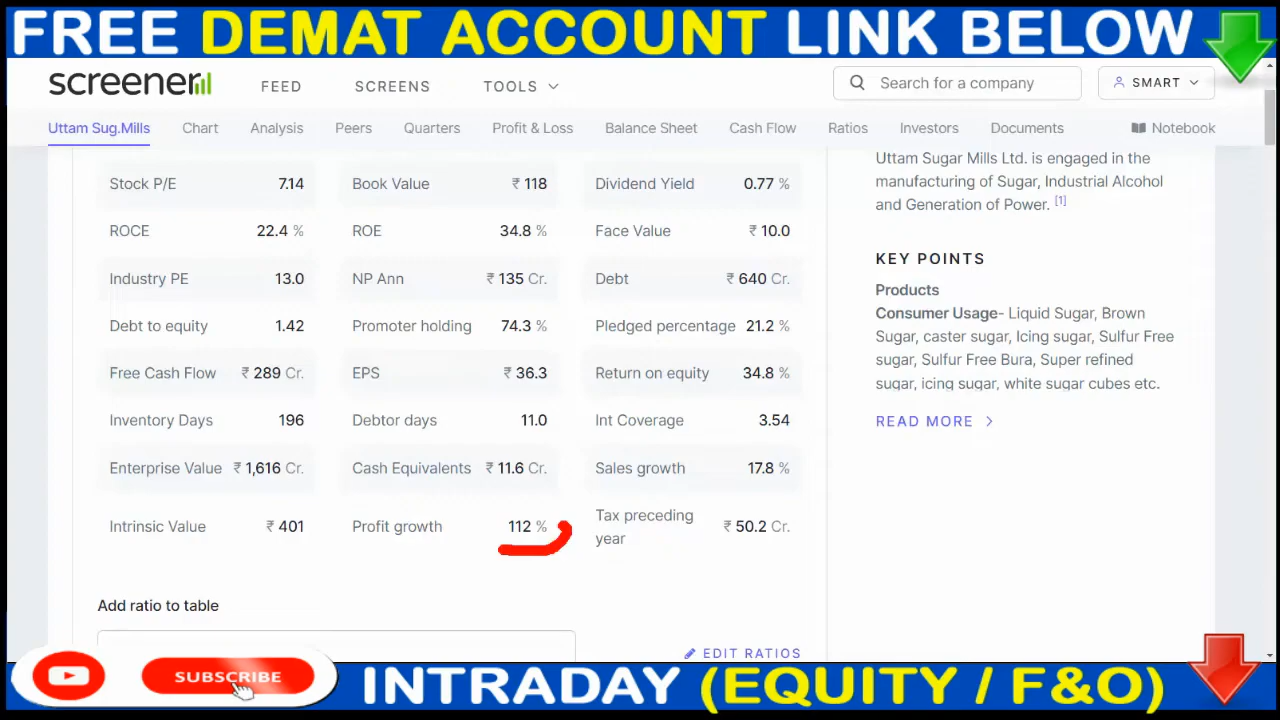 FREE DEMAT ACCOUNT LINK BELOW
screener
FEED
SCREENS
TOOLS
Search for a company
SMART
Uttam Sug.Mills
Chart
Analysis
Peers
Quarters
Profit & Loss
Balance Sheet
Cash Flow
Ratios
Investors
Documents
Notebook
Stock P/E 7.14
Book Value ₹ 118
Dividend Yield 0.77 %
ROCE 22.4 %
ROE 34.8 %
Face Value ₹ 10.0
Industry PE 13.0
NP Ann ₹ 135 Cr.
Debt ₹ 640 Cr.
Debt to equity 1.42
Promoter holding 74.3 %
Pledged percentage 21.2 %
Free Cash Flow ₹ 289 Cr.
EPS ₹ 36.3
Return on equity 34.8 %
Inventory Days 196
Debtor days 11.0
Int Coverage 3.54
Enterprise Value ₹ 1,616 Cr.
Cash Equivalents ₹ 11.6 Cr.
Sales growth 17.8 %
Intrinsic Value ₹ 401
Profit growth 112 %
Tax preceding
year ₹ 50.2 Cr.
Add ratio to table
EDIT RATIOS
Uttam Sugar Mills Ltd. is engaged in the
manufacturing of Sugar, Industrial Alcohol
and Generation of Power. [1]
KEY POINTS
Products
Consumer Usage- Liquid Sugar, Brown
Sugar, caster sugar, Icing sugar, Sulfur Free
sugar, Sulfur Free Bura, Super refined
sugar, icing sugar, white sugar cubes etc.
READ MORE
SUBSCRIBE
INTRADAY (EQUITY / F&O)